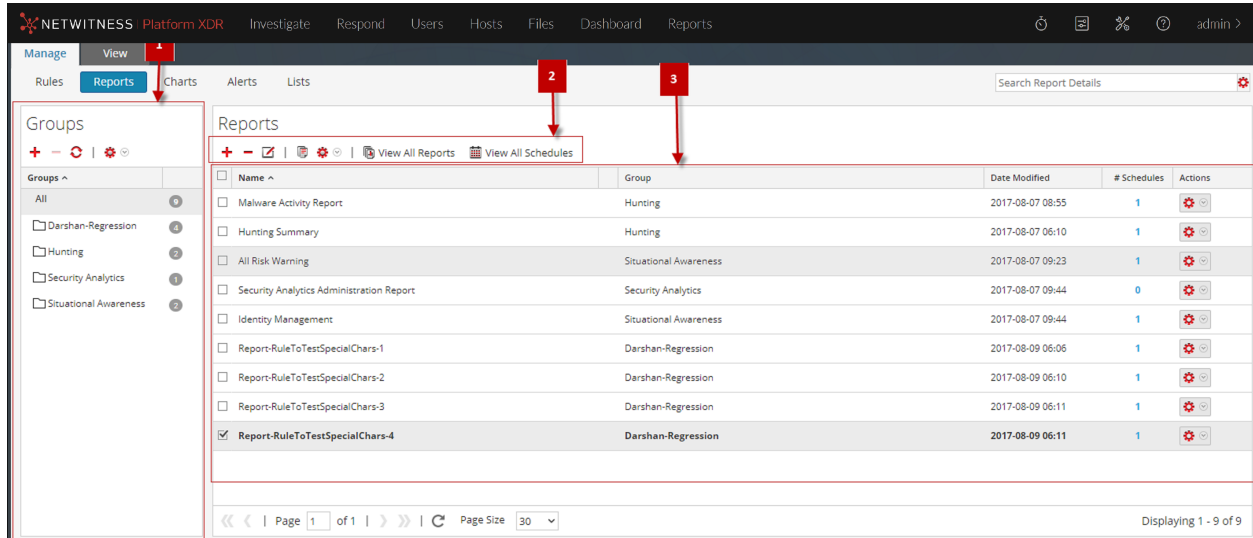 NETWITNESS Platform XDR Investigate Respond Users Hosts Files Dashboard Reports admin >
Manage View 1
Rules Reports Charts Alerts Lists 2 3 Search Report Details
Groups
Reports
View All Reports View All Schedules
Groups
Name Group Date Modified # Schedules Actions
All 9
Darshan-Regression 4
Hunting 2
Security Analytics 1
Situational Awareness 2
Malware Activity Report Hunting 2017-08-07 08:55 1
Hunting Summary Hunting 2017-08-07 06:10 1
All Risk Warning Situational Awareness 2017-08-07 09:23 1
Security Analytics Administration Report Security Analytics 2017-08-07 09:44 0
Identity Management Situational Awareness 2017-08-07 09:44 1
Report-RuleToTestSpecialChars-1 Darshan-Regression 2017-08-09 06:06 1
Report-RuleToTestSpecialChars-2 Darshan-Regression 2017-08-09 06:10 1
Report-RuleToTestSpecialChars-3 Darshan-Regression 2017-08-09 06:11 1
Report-RuleToTestSpecialChars-4 Darshan-Regression 2017-08-09 06:11 1
Page 1 of 1 Page Size 30 Displaying 1 - 9 of 9